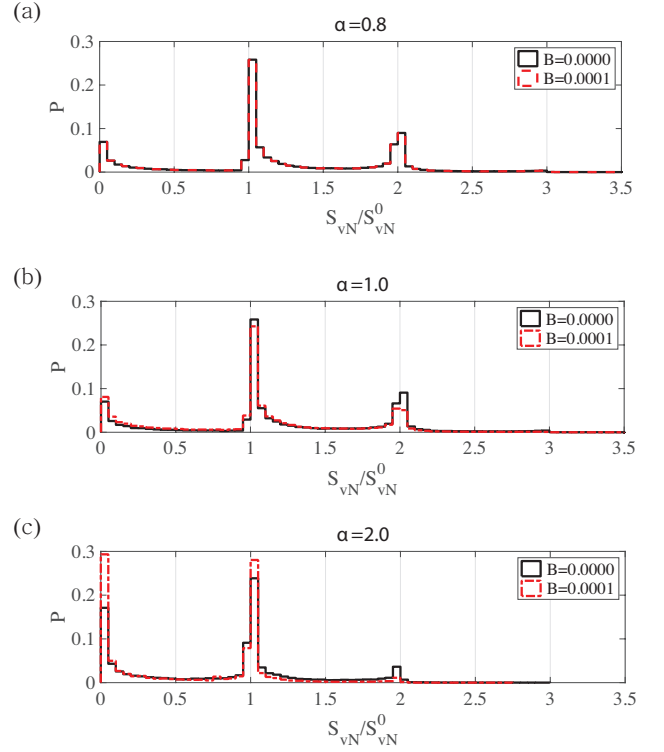 (a)
α=0.8
P
0.3
0.2
0.1
0
0 0.5 1 1.5 2 2.5 3 3.5
S_vN/S^0_vN
B=0.0000
B=0.0001
(b)
α=1.0
P
0.3
0.2
0.1
0
0 0.5 1 1.5 2 2.5 3 3.5
S_vN/S^0_vN
B=0.0000
B=0.0001
(c)
α=2.0
P
0.3
0.2
0.1
0
0 0.5 1 1.5 2 2.5 3 3.5
S_vN/S^0_vN
B=0.0000
B=0.0001